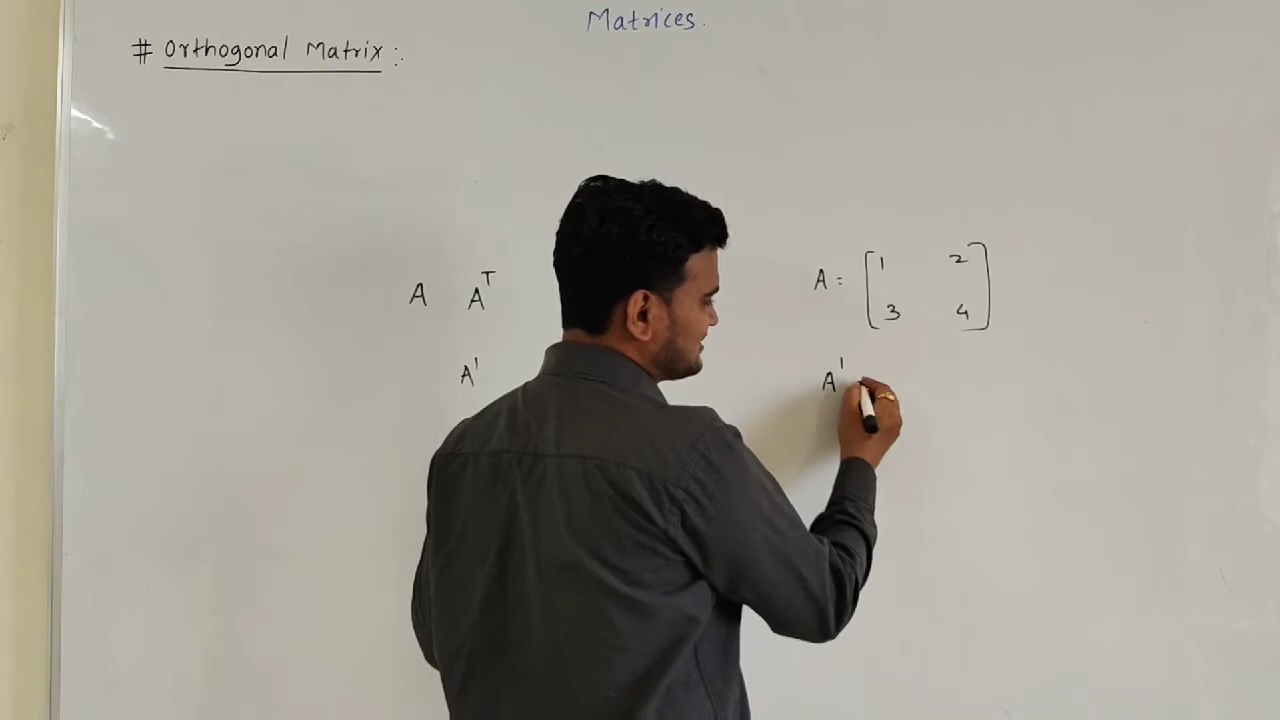 Matrices.
# Orthogonal Matrix :
A A^T
A'
A = [1 2
3 4]
A'